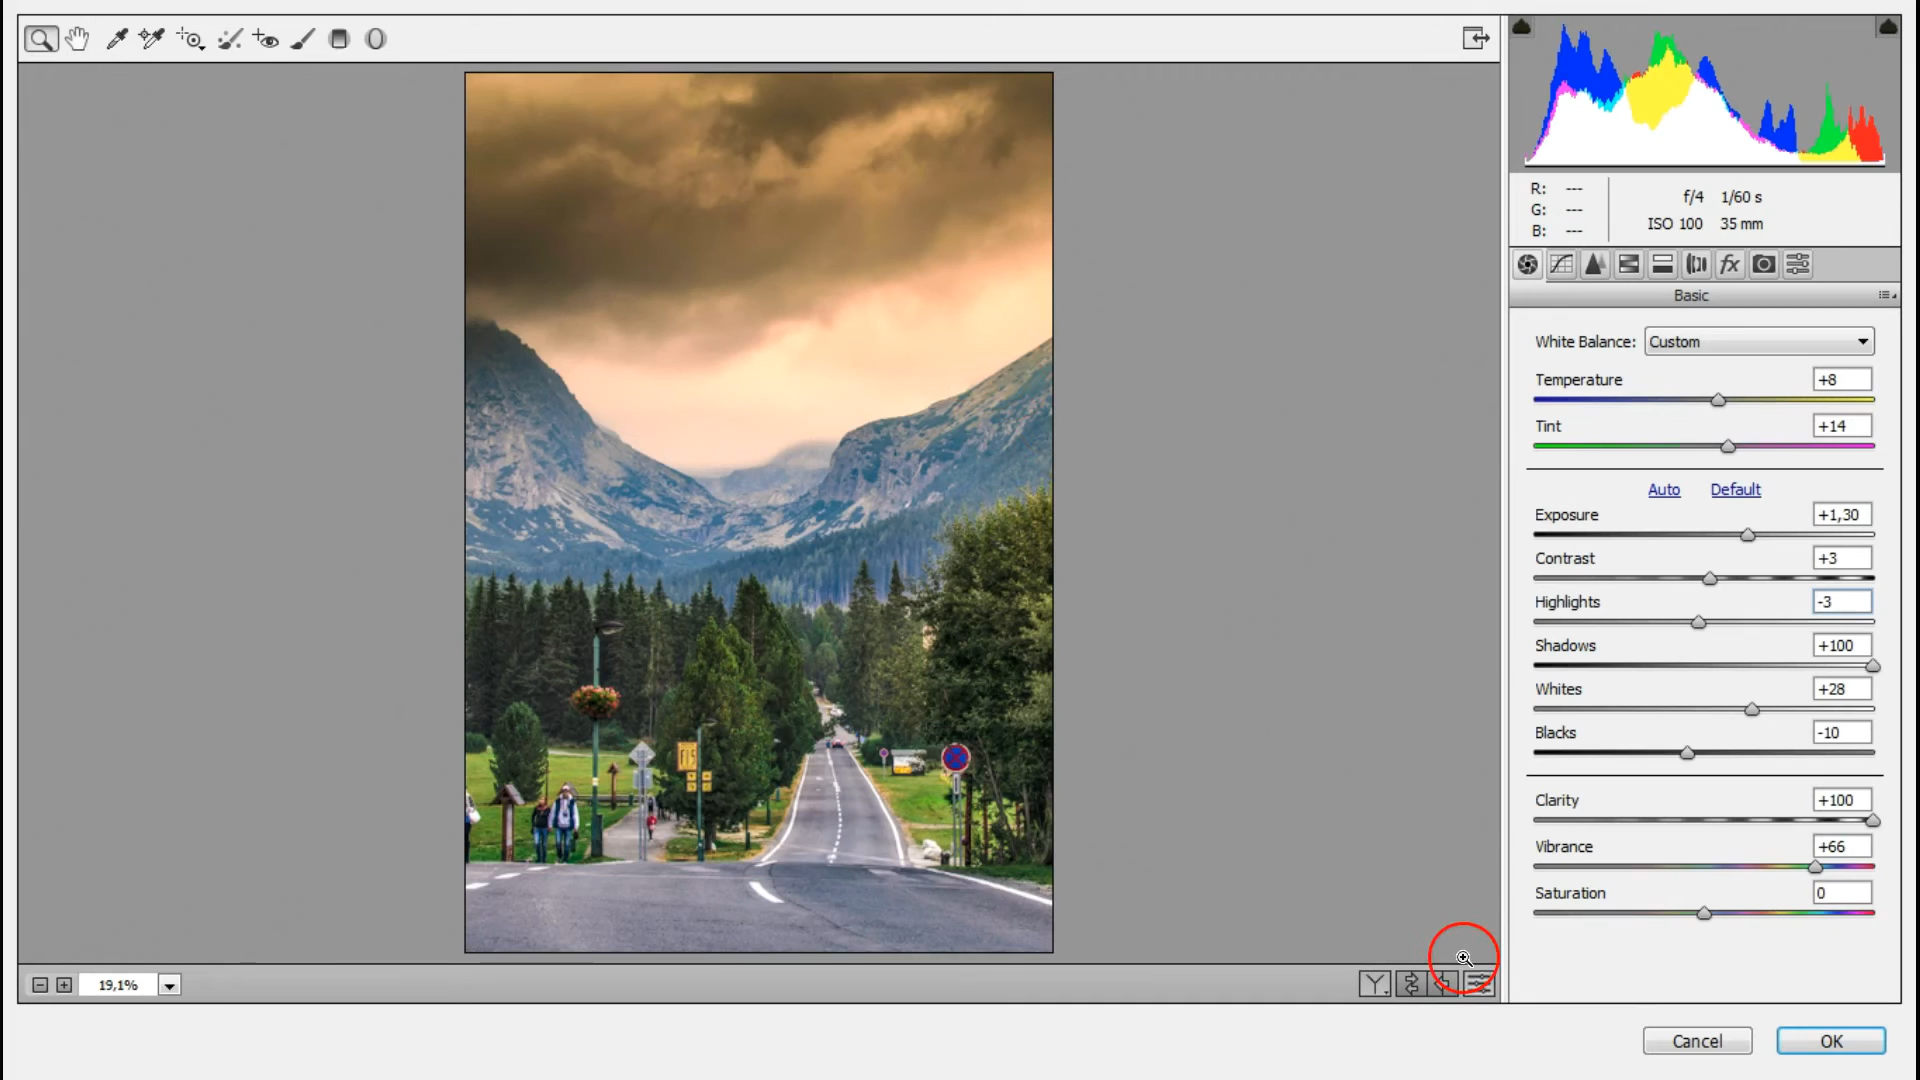 R: ---
G: ---
B: ---
f/4 1/60 s
ISO 100 35 mm
fx
Basic
White Balance: Custom
Temperature +8
Tint +14
Auto Default
Exposure +1,30
Contrast +3
Highlights -3
Shadows +100
Whites +28
Blacks -10
Clarity +100
Vibrance +66
Saturation 0
19,1%
Y
Cancel OK